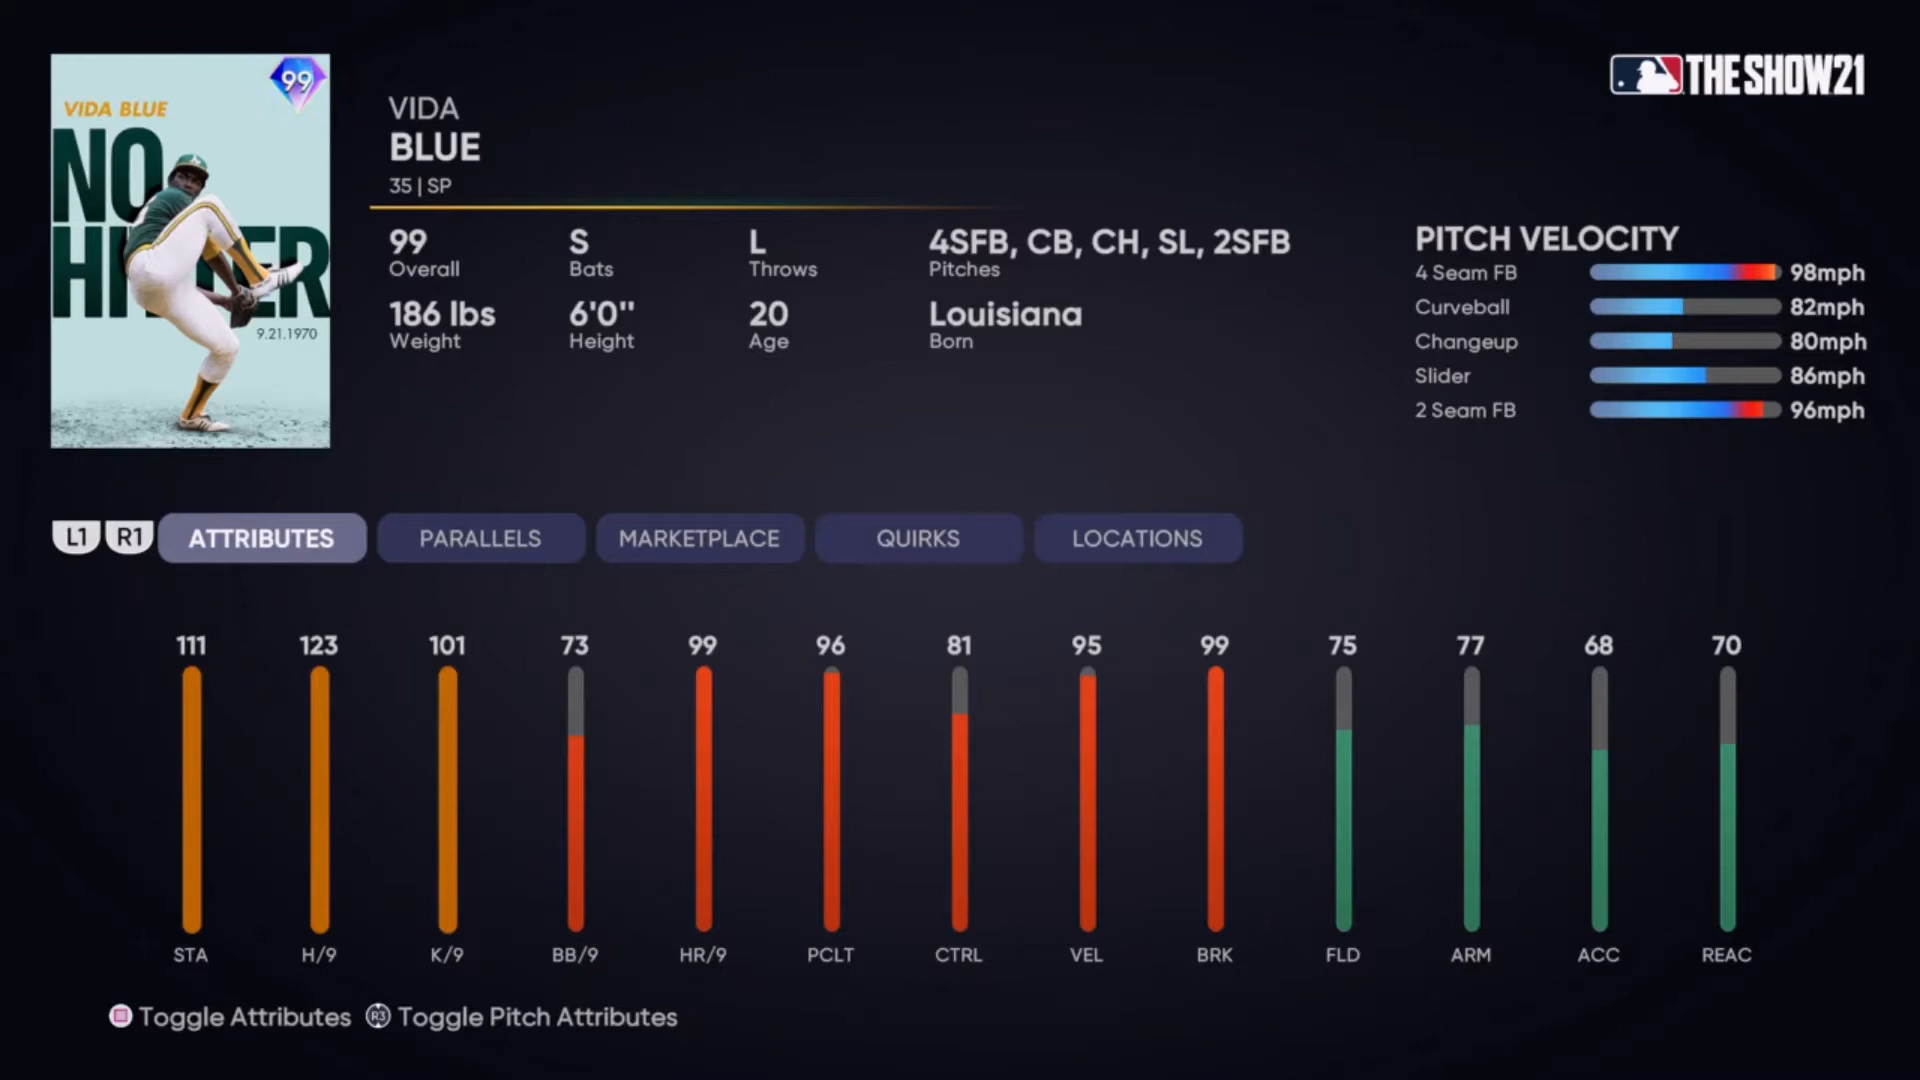 99
VIDA BLUE
NO
HITTER
9.21.1970
VIDA
BLUE
35 | SP
99 S L 4SFB, CB, CH, SL, 2SFB
Overall Bats Throws Pitches
186 lbs 6'0" 20 Louisiana
Weight Height Age Born
THE SHOW 21
PITCH VELOCITY
4 Seam FB 98mph
Curveball 82mph
Changeup 80mph
Slider 86mph
2 Seam FB 96mph
L1 R1 ATTRIBUTES PARALLELS MARKETPLACE QUIRKS LOCATIONS
111 123 101 73 99 96 81 95 99 75 77 68 70
STA H/9 K/9 BB/9 HR/9 PCLT CTRL VEL BRK FLD ARM ACC REAC
Toggle Attributes R3 Toggle Pitch Attributes